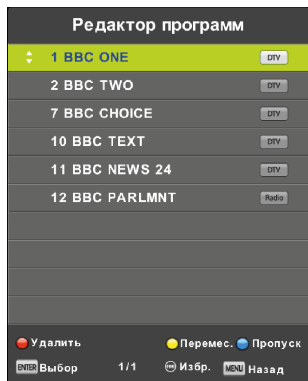 Редактор программ
1 BBC ONE DTV
2 BBC TWO DTV
7 BBC CHOICE DTV
10 BBC TEXT DTV
11 BBC NEWS 24 DTV
12 BBC PARLMNT Radio
Удалить Перемес. Пропуск
ENTER Выбор 1/1 FAV Избр. MENU Назад